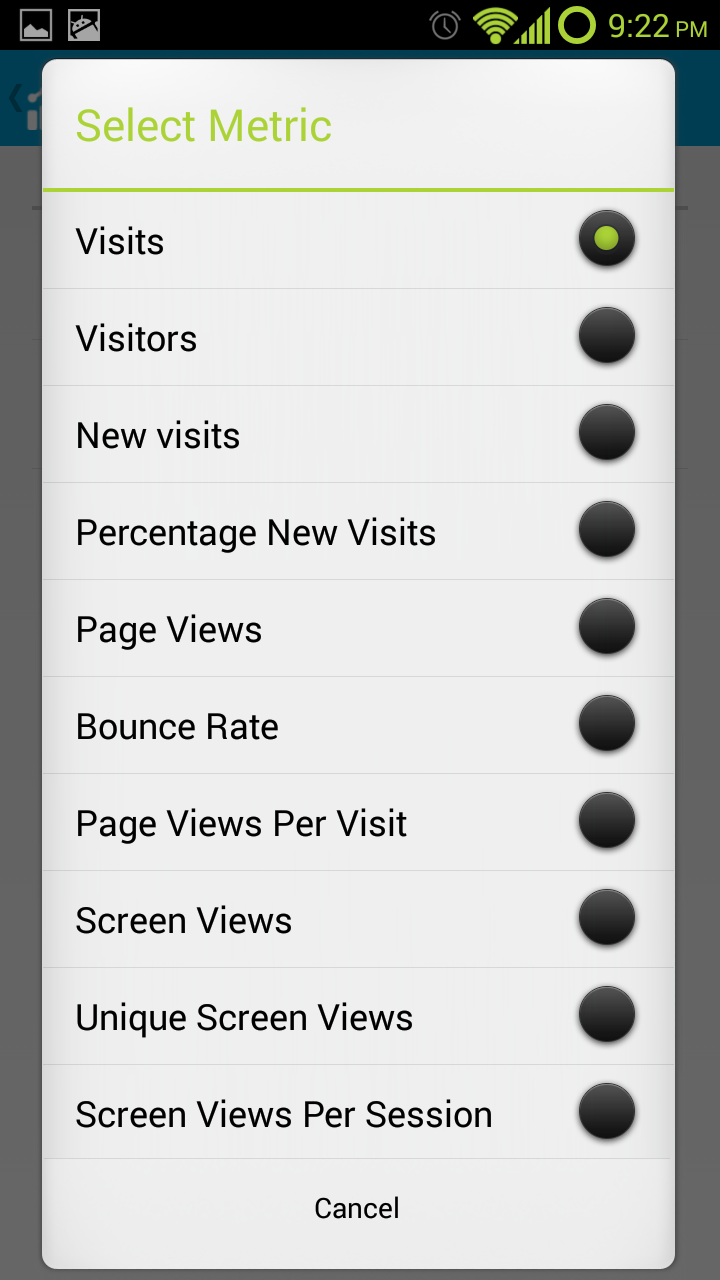 9:22 PM
Select Metric
Visits
Visitors
New visits
Percentage New Visits
Page Views
Bounce Rate
Page Views Per Visit
Screen Views
Unique Screen Views
Screen Views Per Session
Cancel